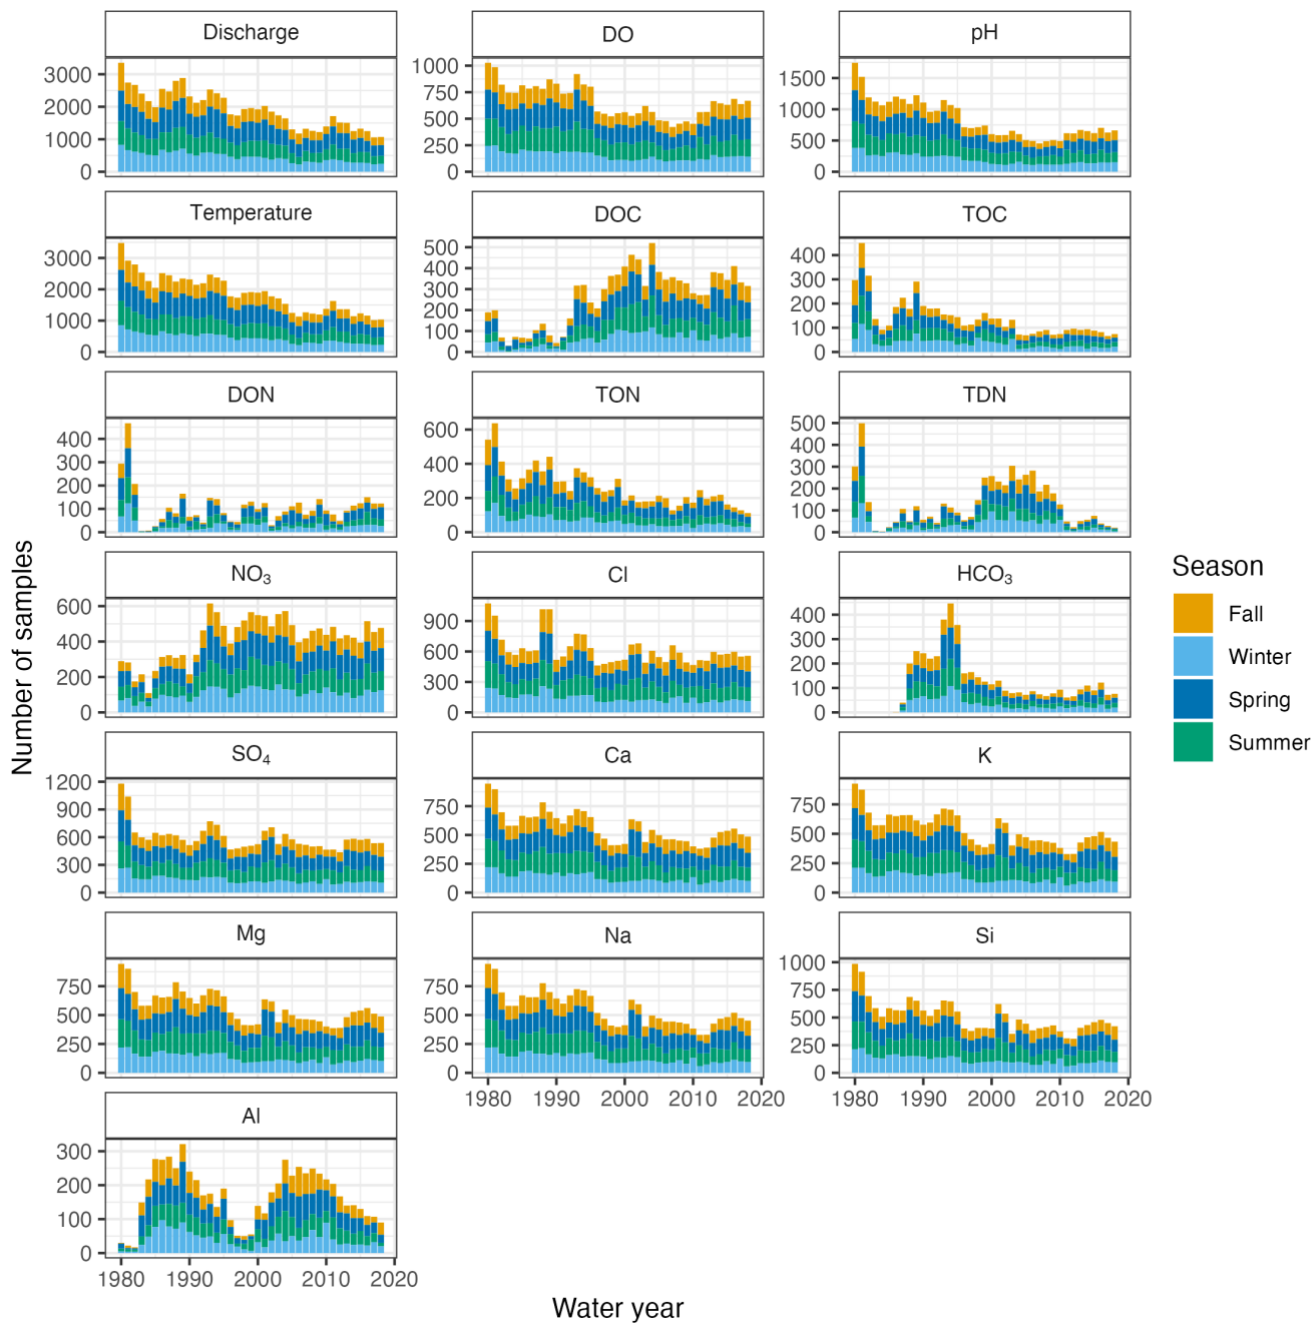 Discharge
DO
pH
3000
2000
1000
0
1000
750
500
250
0
1500
1000
500
0
Temperature
DOC
TOC
3000
2000
1000
0
500
400
300
200
100
0
400
300
200
100
0
DON
TON
TDN
400
300
200
100
0
600
400
200
0
500
400
300
200
100
0
NO₃
Cl
HCO₃
600
400
200
0
900
600
300
0
400
300
200
100
0
SO₄
Ca
K
1200
900
600
300
0
750
500
250
0
750
500
250
0
Mg
Na
Si
750
500
250
0
750
500
250
0
1000
750
500
250
0
1980 1990 2000 2010 2020
1980 1990 2000 2010 2020
Al
300
200
100
0
1980 1990 2000 2010 2020
Water year
Number of samples
Season
Fall
Winter
Spring
Summer